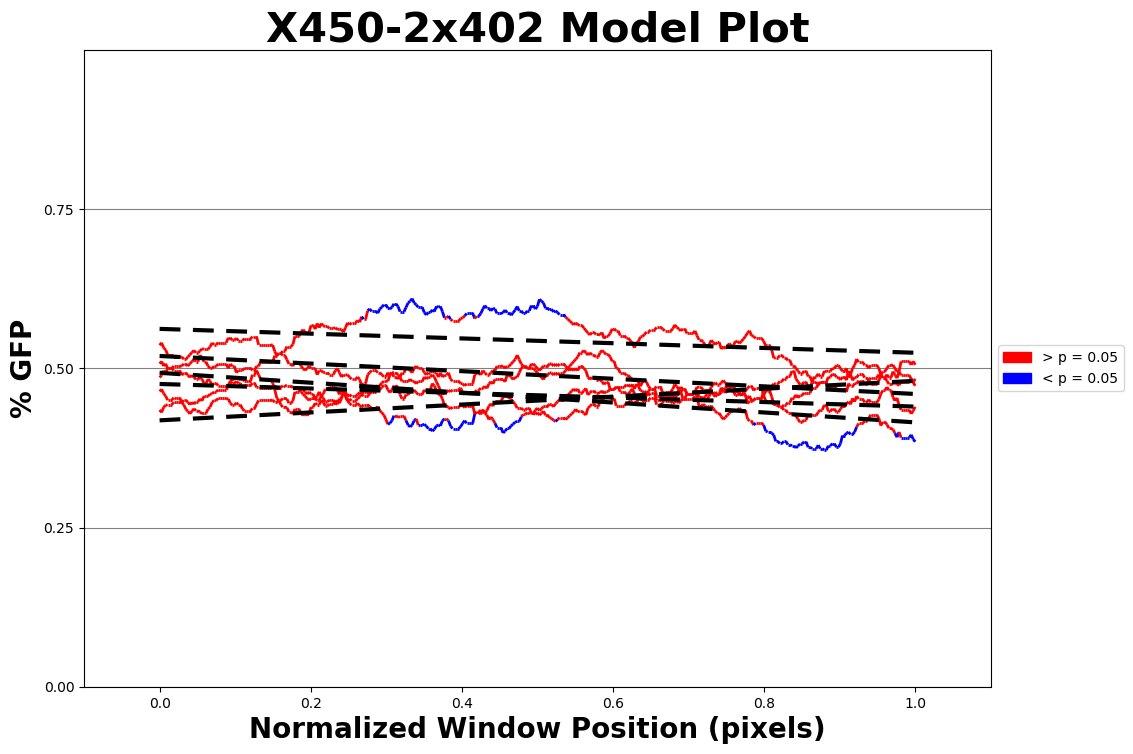 X450-2x402 Model Plot
% GFP
0.75
0.50
0.25
0.00
0.0 0.2 0.4 0.6 0.8 1.0
Normalized Window Position (pixels)
> p = 0.05
< p = 0.05